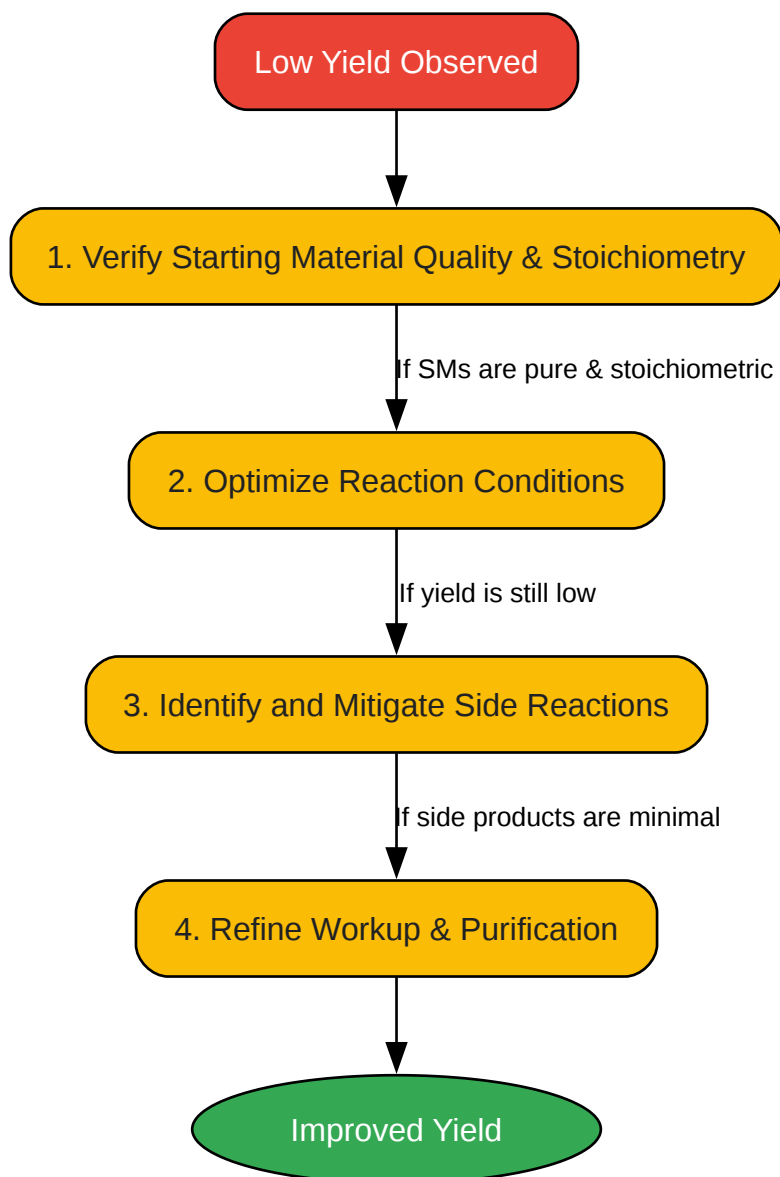 Low Yield Observed
1. Verify Starting Material Quality & Stoichiometry
If SMs are pure & stoichiometric
2. Optimize Reaction Conditions
If yield is still low
3. Identify and Mitigate Side Reactions
If side products are minimal
4. Refine Workup & Purification
Improved Yield